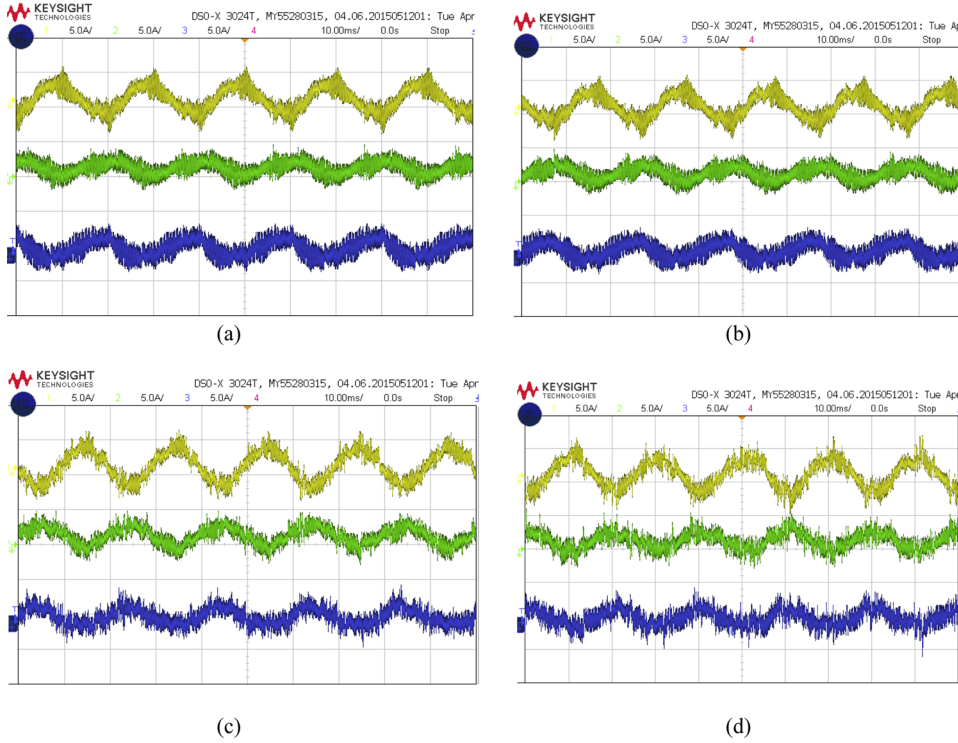 KEYSIGHT
TECHNOLOGIES
DSO-X 3024T, MY55280315, 04.06.2015051201: Tue Apr
1 5.0A/ 2 5.0A/ 3 5.0A/ 4 10.00ms/ 0.0s Stop
(a)
KEYSIGHT
TECHNOLOGIES
DSO-X 3024T, MY55280315, 04.06.2015051201: Tue Apr
1 5.0A/ 2 5.0A/ 3 5.0A/ 4 10.00ms/ 0.0s Stop
(b)
KEYSIGHT
TECHNOLOGIES
DSO-X 3024T, MY55280315, 04.06.2015051201: Tue Apr
1 5.0A/ 2 5.0A/ 3 5.0A/ 4 10.00ms/ 0.0s Stop
(c)
KEYSIGHT
TECHNOLOGIES
DSO-X 3024T, MY55280315, 04.06.2015051201: Tue Apr
1 5.0A/ 2 5.0A/ 3 5.0A/ 4 10.00ms/ 0.0s Stop
(d)